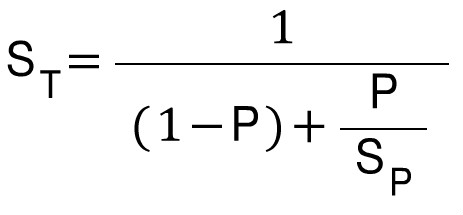 S_T = 1 / ((1 − P) + P / S_P)